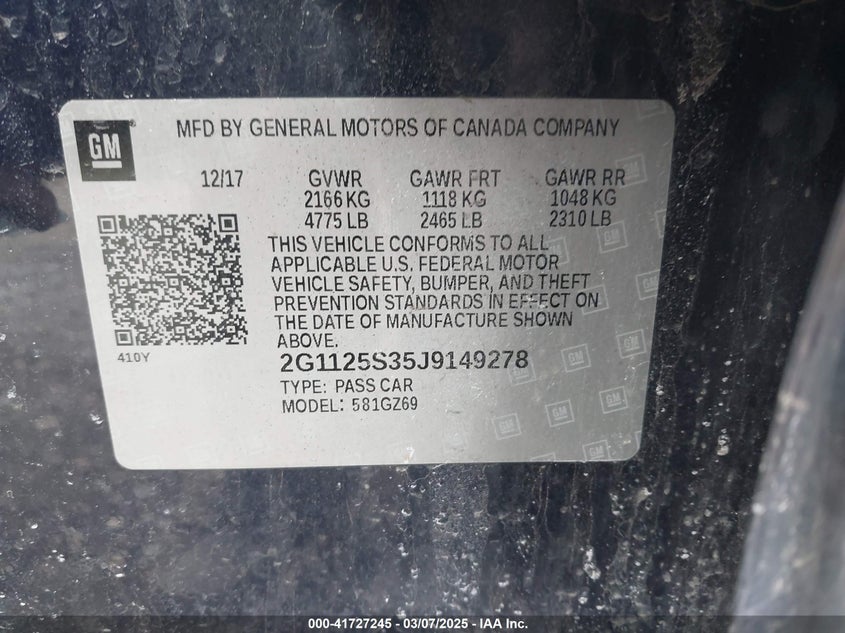 GM
MFD BY GENERAL MOTORS OF CANADA COMPANY
12/17 GVWR GAWR FRT GAWR RR
2166 KG 1118 KG 1048 KG
4775 LB 2465 LB 2310 LB
THIS VEHICLE CONFORMS TO ALL
APPLICABLE U.S. FEDERAL MOTOR
VEHICLE SAFETY, BUMPER, AND THEFT
PREVENTION STANDARDS IN EFFECT ON
THE DATE OF MANUFACTURE SHOWN
ABOVE.
410Y
2G1125S35J9149278
TYPE: PASS CAR
MODEL: 581GZ69
000-41727245 - 03/07/2025 - IAA Inc.